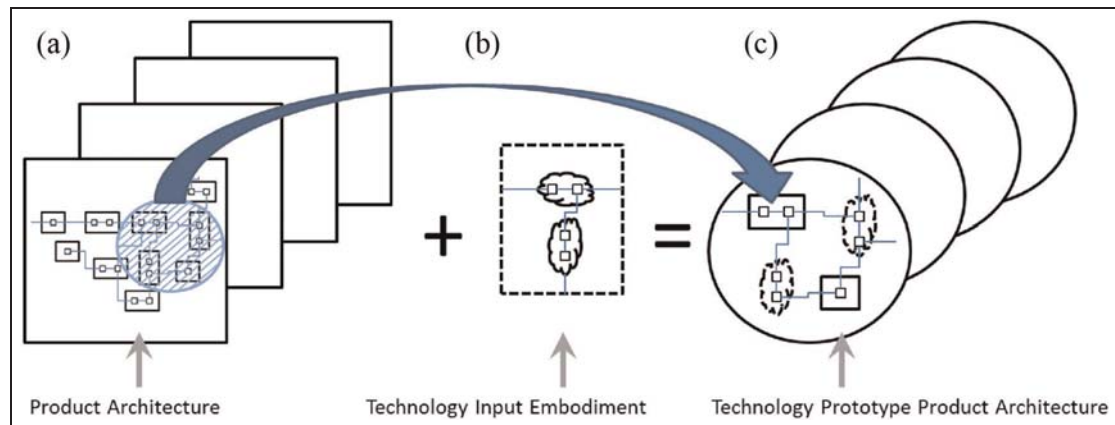 (a)
(b)
(c)
+
=
Product Architecture
Technology Input Embodiment
Technology Prototype Product Architecture